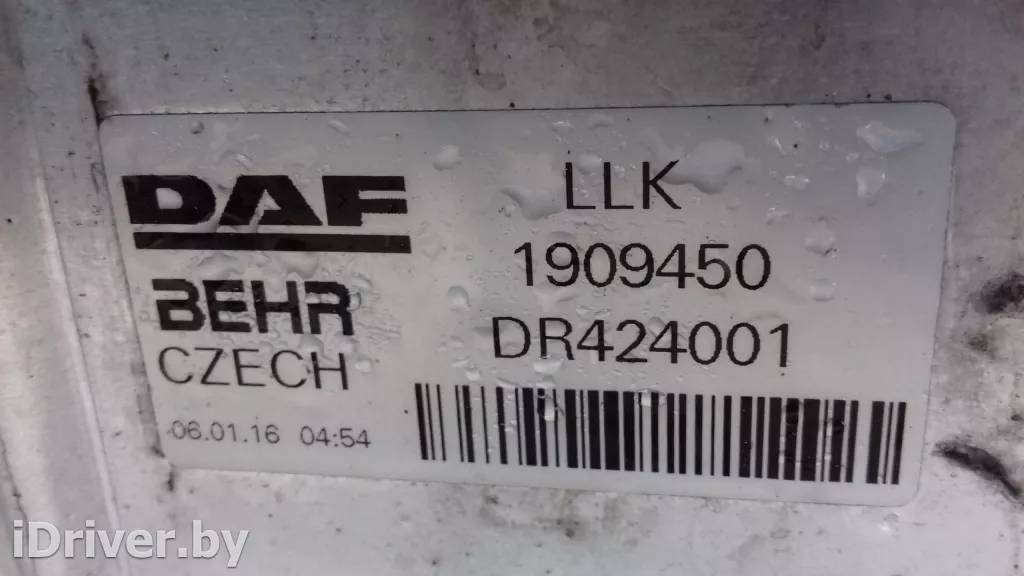 DAF
BEHR
CZECH
06.01.16 04:54
LLK
1909450
DR424001
iDriver.by